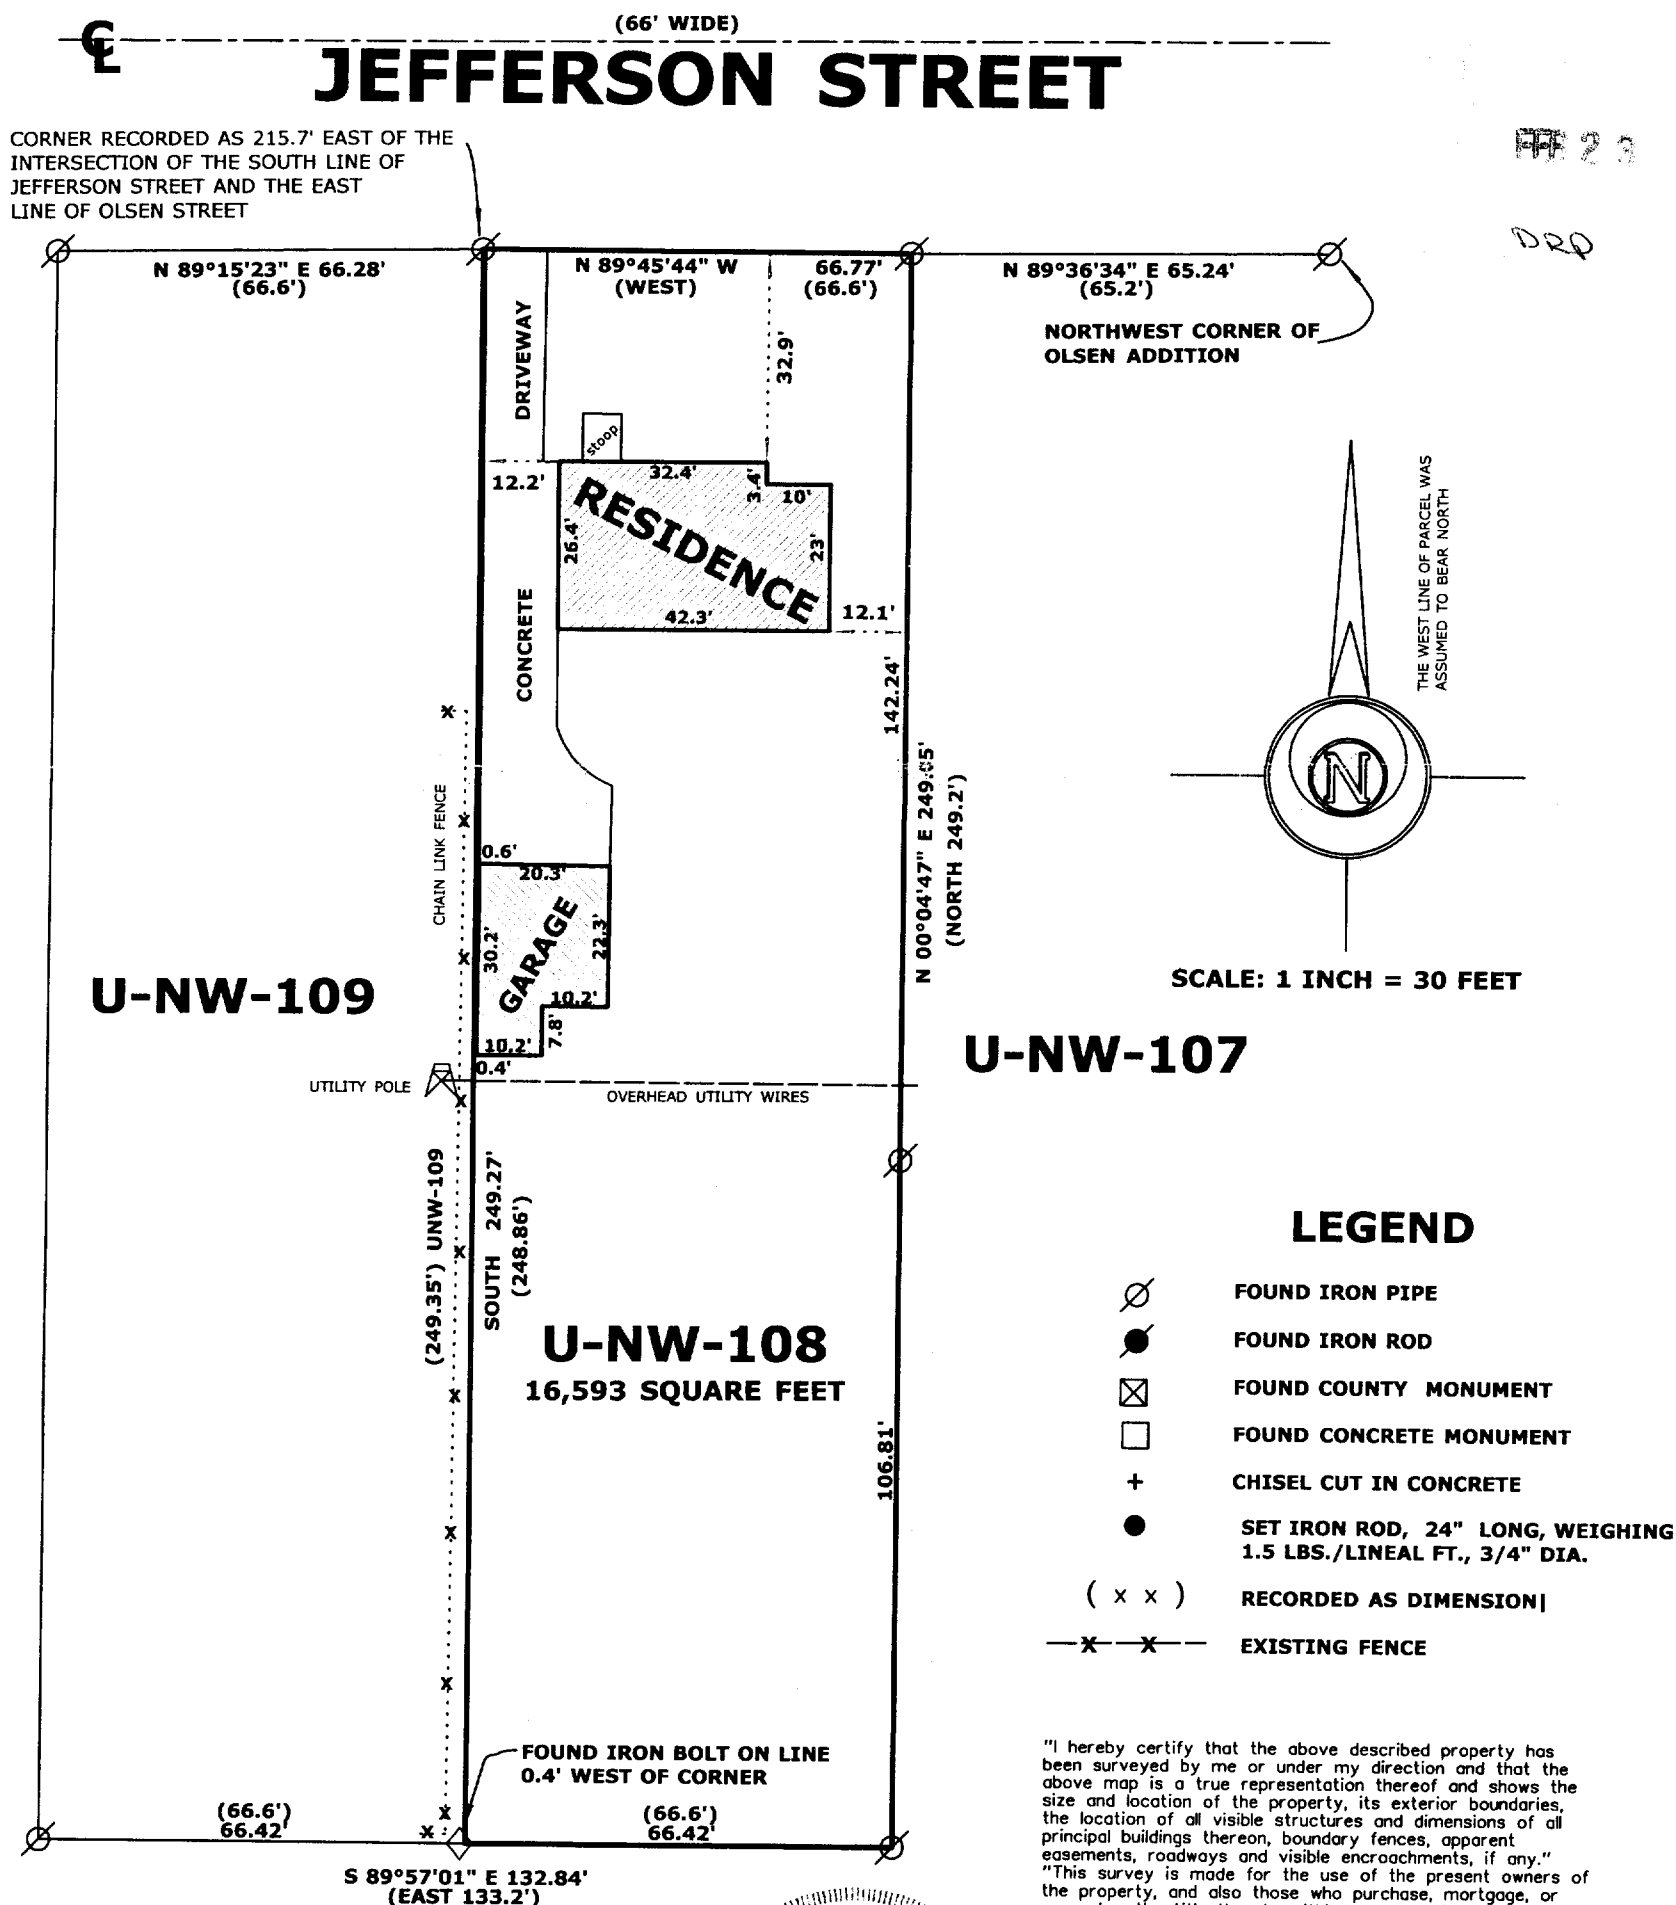 (66' WIDE)
CL
JEFFERSON STREET
CORNER RECORDED AS 215.7' EAST OF THE
INTERSECTION OF THE SOUTH LINE OF
JEFFERSON STREET AND THE EAST
LINE OF OLSEN STREET
23
DRP
N 89°15'23" E 66.28'
(66.6')
N 89°45'44" W
(WEST)
66.77'
(66.6')
N 89°36'34" E 65.24'
(65.2')
NORTHWEST CORNER OF
OLSEN ADDITION
DRIVEWAY
32.9'
stoop
12.2'
32.4'
3.4'
10'
RESIDENCE
26.4'
23'
42.3'
12.1'
CONCRETE
142.24'
THE WEST LINE OF PARCEL WAS
ASSUMED TO BEAR NORTH
N
SCALE: 1 INCH = 30 FEET
N 00°04'47" E 249.05'
(NORTH 249.2')
CHAIN LINK FENCE
x
x
x
0.6'
20.3'
30.2'
GARAGE
22.3'
10.2'
7.8'
10.2'
0.4'
U-NW-109
U-NW-107
UTILITY POLE
x
OVERHEAD UTILITY WIRES
(249.35') UNW-109
SOUTH 249.27'
(248.86')
x
x
x
x
x
x
U-NW-108
16,593 SQUARE FEET
106.81'
LEGEND
FOUND IRON PIPE
FOUND IRON ROD
FOUND COUNTY MONUMENT
FOUND CONCRETE MONUMENT
+ CHISEL CUT IN CONCRETE
SET IRON ROD, 24" LONG, WEIGHING
1.5 LBS./LINEAL FT., 3/4" DIA.
( x x ) RECORDED AS DIMENSION|
—x—x— EXISTING FENCE
FOUND IRON BOLT ON LINE
0.4' WEST OF CORNER
(66.6')
66.42'
(66.6')
66.42'
S 89°57'01" E 132.84'
(EAST 133.2')
"I hereby certify that the above described property has
been surveyed by me or under my direction and that the
above map is a true representation thereof and shows the
size and location of the property, its exterior boundaries,
the location of all visible structures and dimensions of all
principal buildings thereon, boundary fences, apparent
easements, roadways and visible encroachments, if any."
"This survey is made for the use of the present owners of
the property, and also those who purchase, mortgage, or